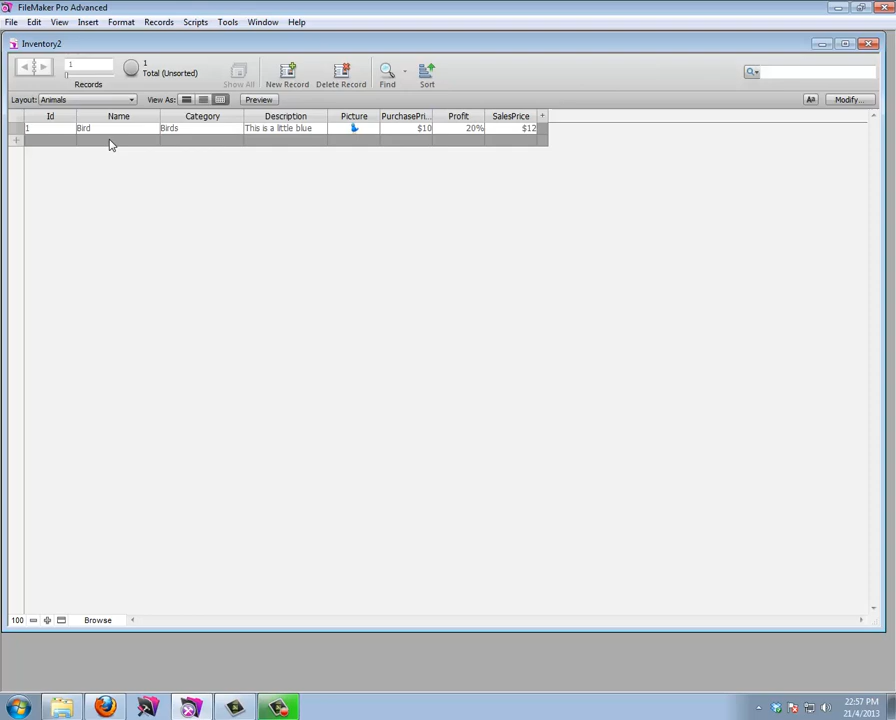 FileMaker Pro Advanced
File Edit View Insert Format Records Scripts Tools Window Help
Inventory2
1
1
Total (Unsorted)
Records
Show All
New Record
Delete Record
Find
Sort
Layout: Animals
View As:
Preview
Aa
Modify...
Id Name Category Description Picture PurchasePri... Profit SalesPrice +
1 Bird Birds This is a little blue $10 20% $12
100
Browse
22:57 PM
21/4/2013